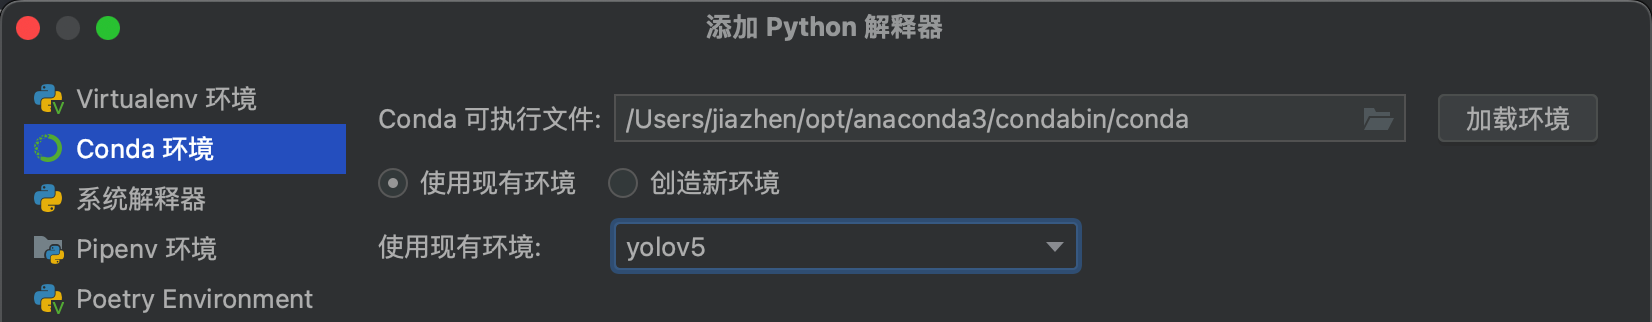 添加 Python 解释器
Virtualenv 环境
Conda 环境
系统解释器
Pipenv 环境
Poetry Environment
Conda 可执行文件: /Users/jiazhen/opt/anaconda3/condabin/conda 加载环境
使用现有环境 创造新环境
使用现有环境: yolov5